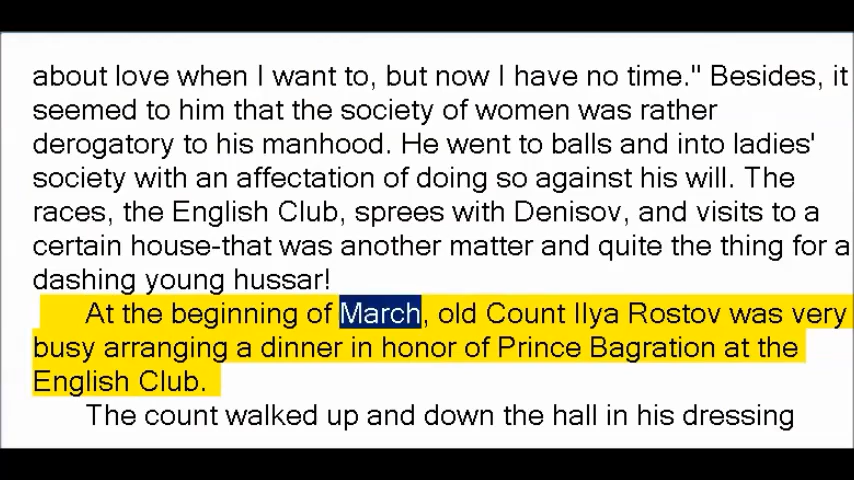 about love when I want to, but now I have no time." Besides, it
seemed to him that the society of women was rather
derogatory to his manhood. He went to balls and into ladies'
society with an affectation of doing so against his will. The
races, the English Club, sprees with Denisov, and visits to a
certain house-that was another matter and quite the thing for a
dashing young hussar!
At the beginning of March, old Count Ilya Rostov was very
busy arranging a dinner in honor of Prince Bagration at the
English Club.
The count walked up and down the hall in his dressing